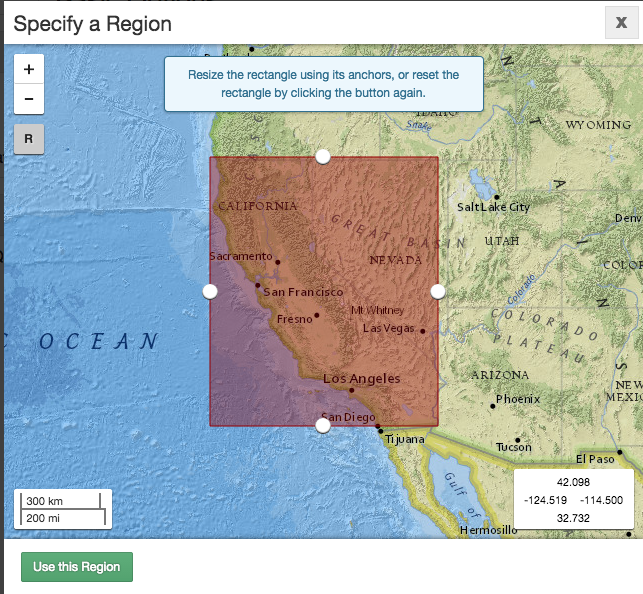 Specify a Region
X
+
−
R
Resize the rectangle using its anchors, or reset the
rectangle by clicking the button again.
IDAHO
Snake
WYOMING
CALIFORNIA
Salt Lake City
Denv
GREAT BASIN
UTAH
Sacramento
NEVADA
COLOR
San Francisco
Colorado
Mt Whitney
Fresno
Las Vegas
COLORADO
PLATEAU
OCEAN
Los Angeles
ARIZONA
NEW
MEXIC
Phoenix
San Diego
Tijuana
Tucson
El Paso
Gulf of
Hermosillo
300 km
200 mi
42.098
-124.519 -114.500
32.732
Use this Region